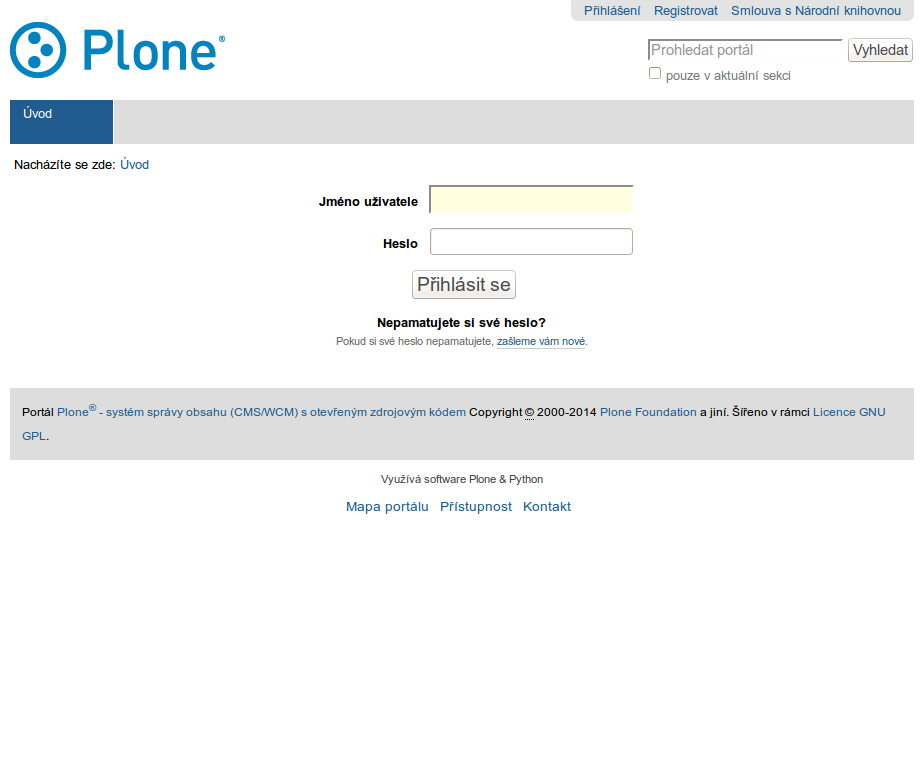 Přihlášení Registrovat Smlouva s Národní knihovnou
Plone®
Prohledat portál Vyhledat
pouze v aktuální sekci
Úvod
Nacházíte se zde: Úvod
Jméno uživatele
Heslo
Přihlásit se
Nepamatujete si své heslo?
Pokud si své heslo nepamatujete, zašleme vám nové.
Portál Plone® - systém správy obsahu (CMS/WCM) s otevřeným zdrojovým kódem Copyright © 2000-2014 Plone Foundation a jiní. Šířeno v rámci Licence GNU
GPL.
Využívá software Plone & Python
Mapa portálu Přístupnost Kontakt